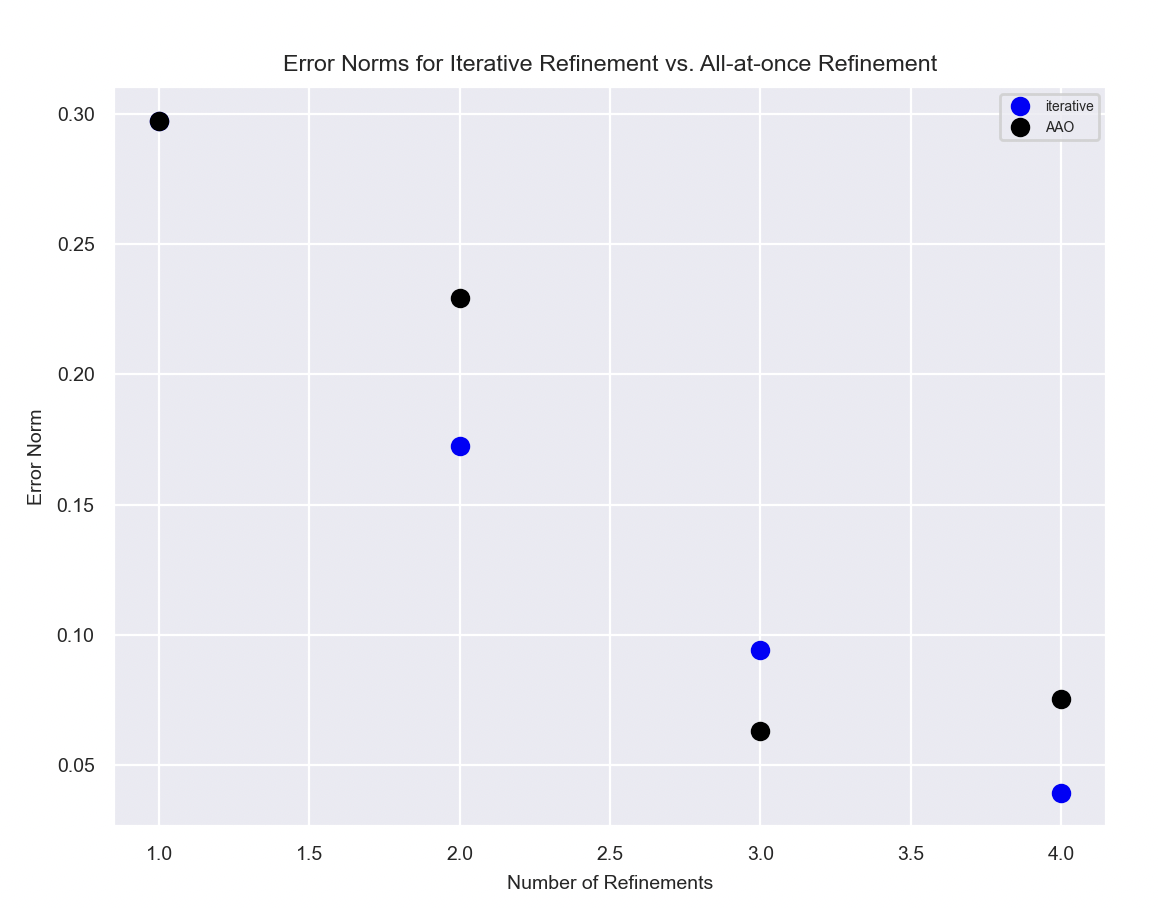 Error Norms for Iterative Refinement vs. All-at-once Refinement
iterative
AAO
Error Norm
0.30
0.25
0.20
0.15
0.10
0.05
1.0 1.5 2.0 2.5 3.0 3.5 4.0
Number of Refinements